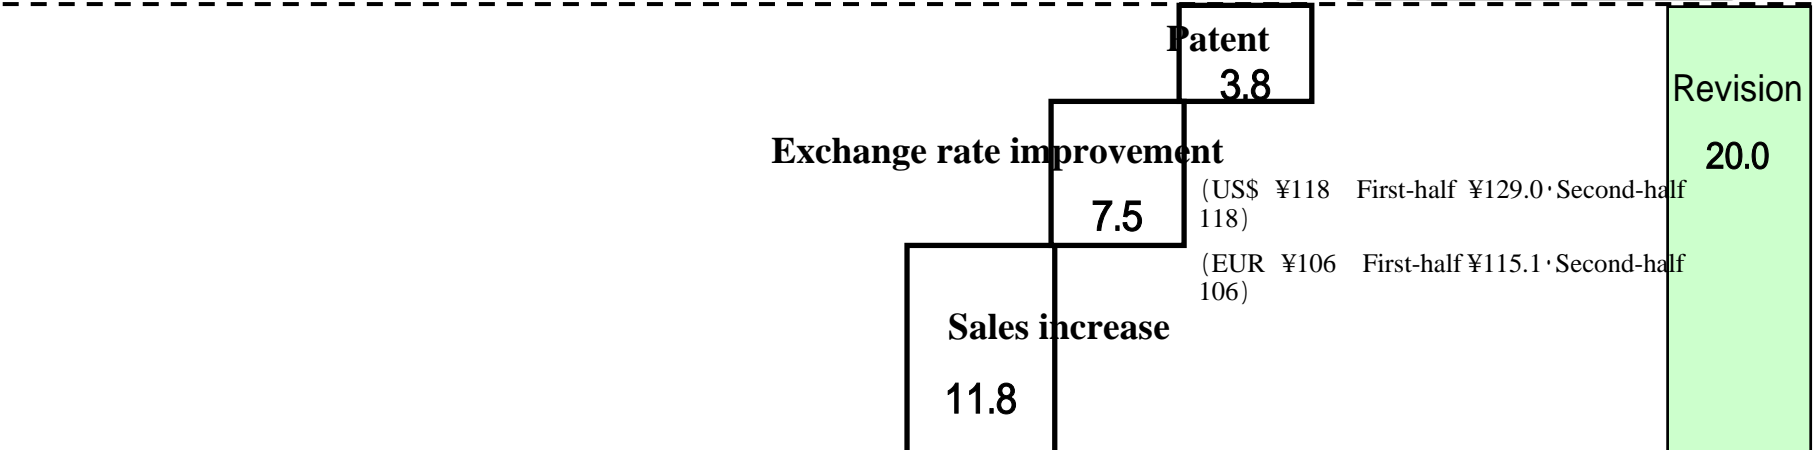 Patent
3.8
Revision
Exchange rate improvement
20.0
(US$ ¥118 First-half ¥129.0·Second-half
118)
7.5
(EUR ¥106 First-half ¥115.1·Second-half
106)
Sales increase
11.8